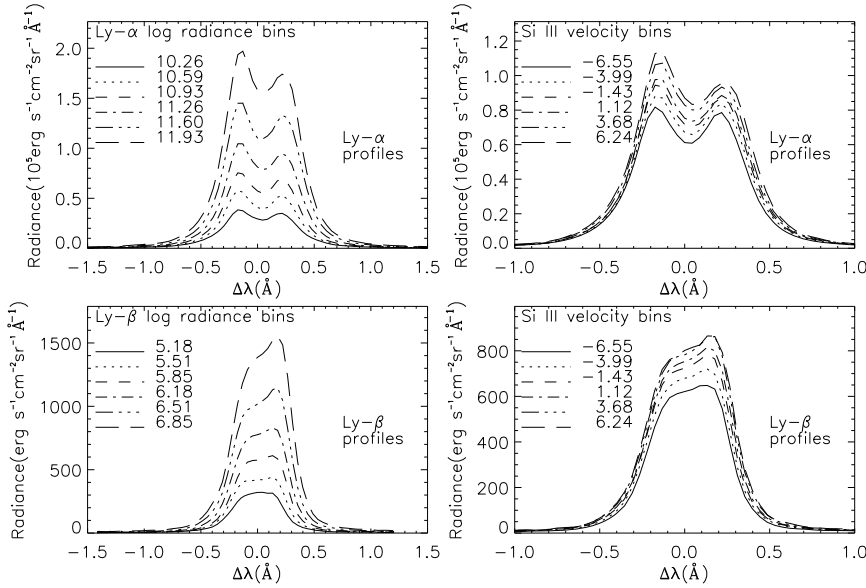 Ly-α log radiance bins
10.26
10.59
10.93
11.26
11.60
11.93
Ly-α
profiles
2.0
1.5
1.0
0.5
0.0
Radiance(10⁵erg s⁻¹cm⁻²sr⁻¹Å⁻¹)
-1.5 -1.0 -0.5 0.0 0.5 1.0 1.5
Δλ(Å)
Si III velocity bins
-6.55
-3.99
-1.43
1.12
3.68
6.24
Ly-α
profiles
1.2
1.0
0.8
0.6
0.4
0.2
0.0
Radiance(10⁵erg s⁻¹cm⁻²sr⁻¹Å⁻¹)
-1.0 -0.5 0.0 0.5 1.0
Δλ(Å)
Ly-β log radiance bins
5.18
5.51
5.85
6.18
6.51
6.85
Ly-β
profiles
1500
1000
500
0
Radiance(erg s⁻¹cm⁻²sr⁻¹Å⁻¹)
-1.5 -1.0 -0.5 0.0 0.5 1.0 1.5
Δλ(Å)
Si III velocity bins
-6.55
-3.99
-1.43
1.12
3.68
6.24
Ly-β
profiles
800
600
400
200
0
Radiance(erg s⁻¹cm⁻²sr⁻¹Å⁻¹)
-1.0 -0.5 0.0 0.5 1.0
Δλ(Å)